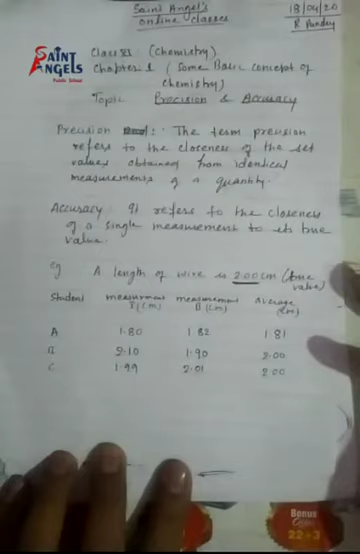 Saint Angel's
online classes
18/04/20
R Pandey
SAINT
ANGELS
Public School
Class XI (Chemistry)
Chapter 1 (Some Basic concept of
Chemistry)
Topic Precision & Accuracy
Precision : The term precision
refers to the closeness of the set
values obtained from identical
measurements of a quantity.
Accuracy: It refers to the closeness
of a single measurement to its true
value.
eg A length of wire is 2.00 cm (true
value)
Student measurement measurement average
I (cm) II (cm) (cm)
A 1.80 1.82 1.81
B 2.10 1.90 2.00
C 1.99 2.01 2.00
Bonus
22+3